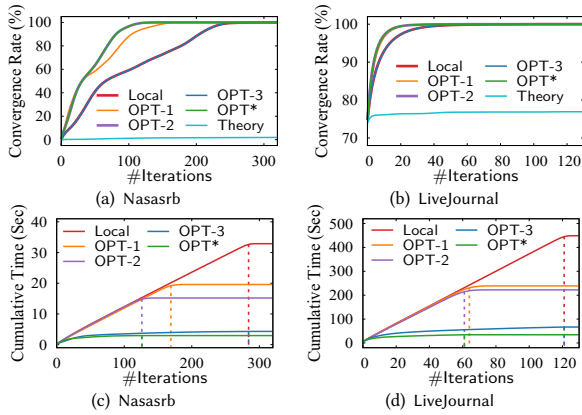 Convergence Rate (%)
100
80
60
40
20
0
Local
OPT-1
OPT-2
OPT-3
OPT*
Theory
0 100 200 300
#Iterations
(a) Nasasrb
Convergence Rate (%)
100
90
80
70
Local
OPT-1
OPT-2
OPT-3
OPT*
Theory
0 20 40 60 80 100 120
#Iterations
(b) LiveJournal
Cumulative Time (Sec)
40
30
20
10
0
Local
OPT-1
OPT-2
OPT-3
OPT*
0 100 200 300
#Iterations
(c) Nasasrb
Cumulative Time (Sec)
500
400
300
200
100
0
Local
OPT-1
OPT-2
OPT-3
OPT*
0 20 40 60 80 100 120
#Iterations
(d) LiveJournal